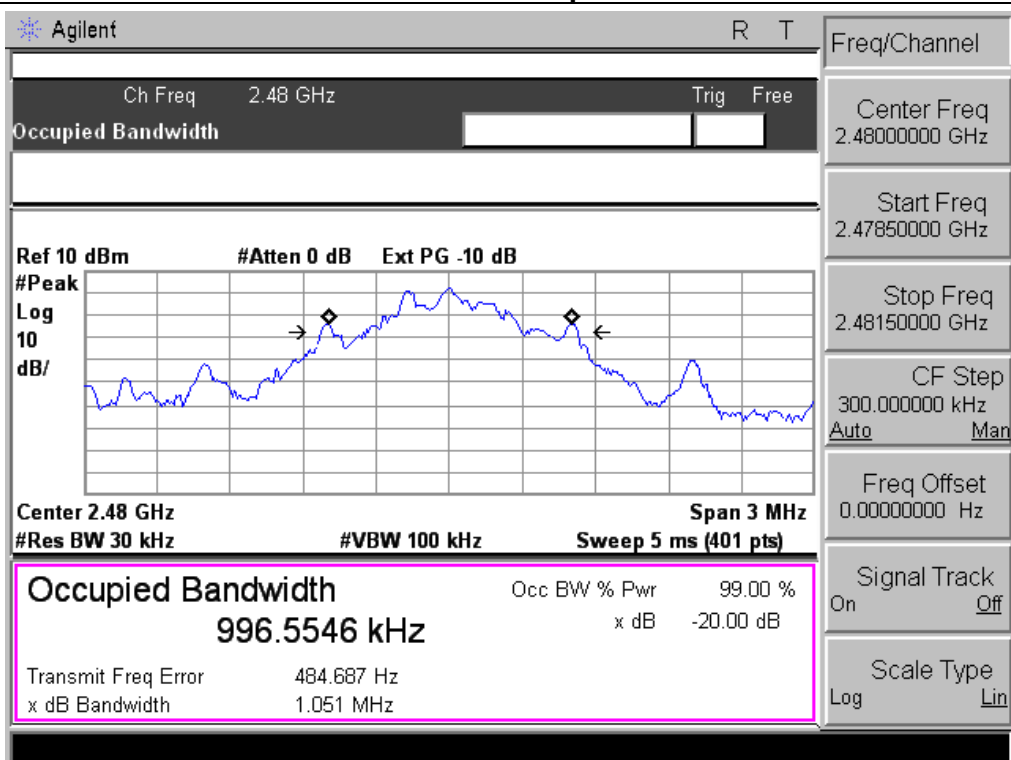 Agilent
R T
Freq/Channel
Ch Freq 2.48 GHz
Trig Free
Occupied Bandwidth
Center Freq
2.48000000 GHz
Start Freq
2.47850000 GHz
Ref 10 dBm #Atten 0 dB Ext PG -10 dB
#Peak
Log
10
dB/
Stop Freq
2.48150000 GHz
CF Step
300.000000 kHz
Auto Man
Center 2.48 GHz Span 3 MHz
#Res BW 30 kHz #VBW 100 kHz Sweep 5 ms (401 pts)
Freq Offset
0.00000000 Hz
Occupied Bandwidth
996.5546 kHz
Occ BW % Pwr 99.00 %
x dB -20.00 dB
Transmit Freq Error 484.687 Hz
x dB Bandwidth 1.051 MHz
Signal Track
On Off
Scale Type
Log Lin